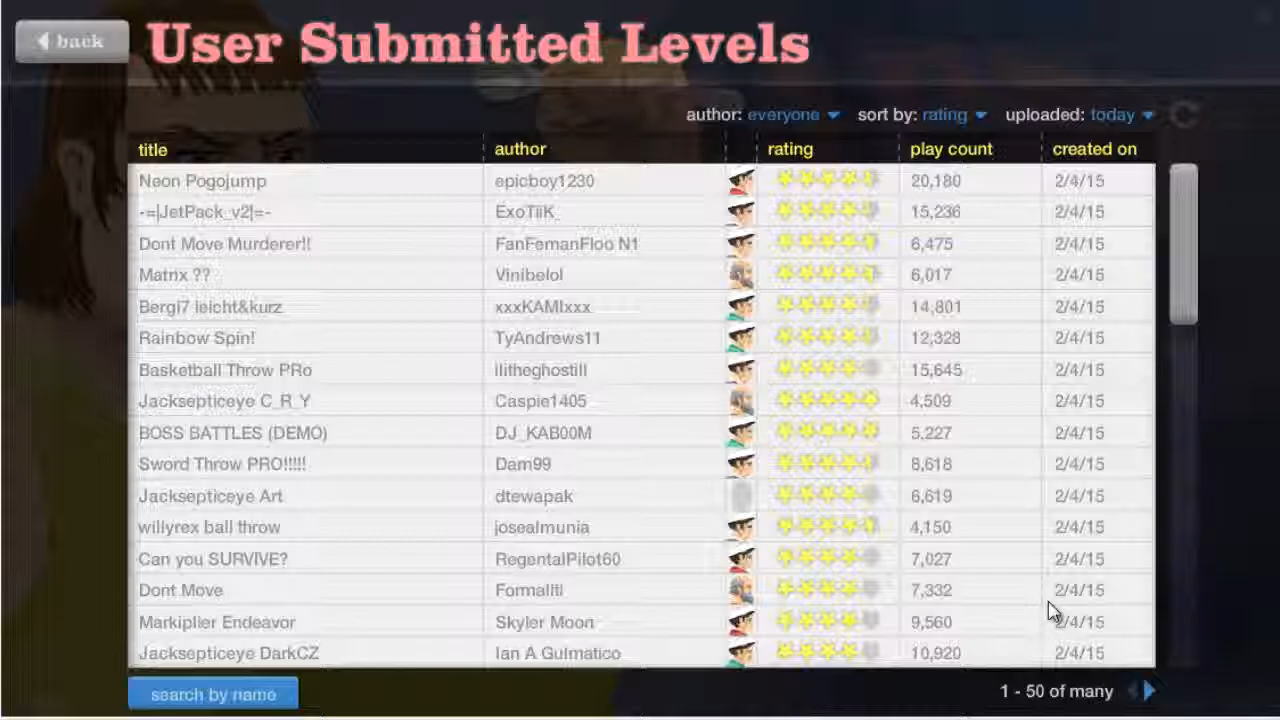 back
User Submitted Levels
author: everyone sort by: rating uploaded: today
title author rating play count created on
Neon Pogojump epicboy1230 20,180 2/4/15
-=|JetPack_v2|=- ExoTiiK_ 15,236 2/4/15
Dont Move Murderer!! FanFernanFloo N1 6,475 2/4/15
Matrix ?? Vinibelol 6,017 2/4/15
Bergi7 leicht&kurz xxxKAMIxxx 14,801 2/4/15
Rainbow Spin! TyAndrews11 12,328 2/4/15
Basketball Throw PRo 15,645 2/4/15
Jacksepticeye C_R_Y Caspie1405 4,509 2/4/15
BOSS BATTLES (DEMO) DJ_KAB00M 5,227 2/4/15
Sword Throw PRO!!!!! Dam99 8,618 2/4/15
Jacksepticeye Art dtewapak 6,619 2/4/15
willyrex ball throw josealmunia 4,150 2/4/15
Can you SURVIVE? RegentalPilot60 7,027 2/4/15
Dont Move 7,332 2/4/15
Markiplier Endeavor Skyler Moon 9,560 2/4/15
Jacksepticeye DarkCZ Ian A Gulmatico 10,920 2/4/15
search by name 1 - 50 of many